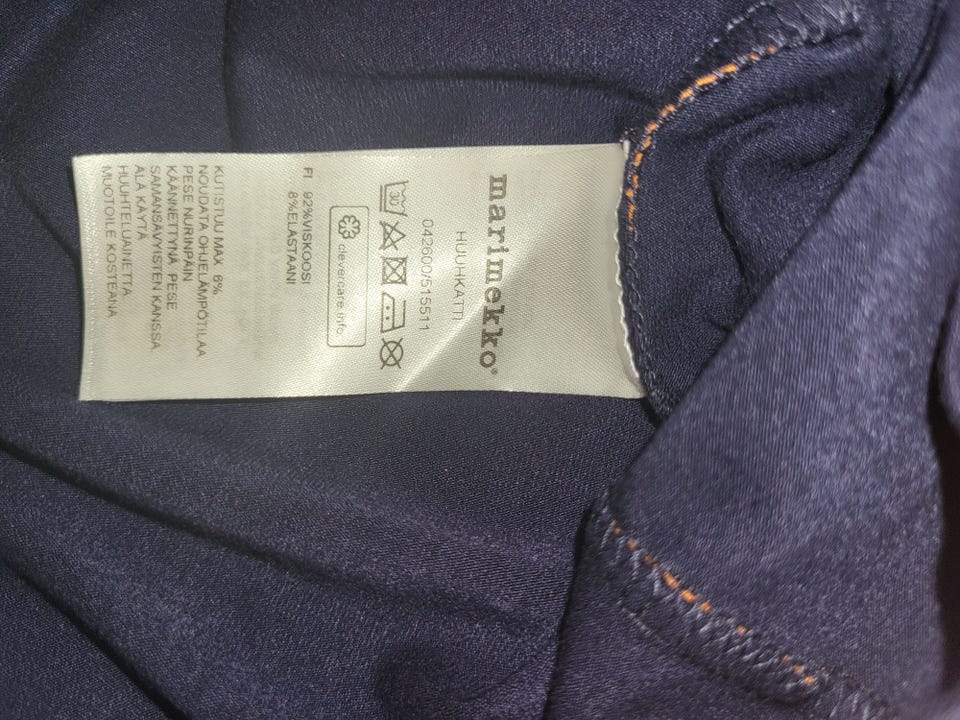 marimekko®
HUUHKATTI
042600/515511
30
clevercare.info
FI 92%VISKOOSI
8%ELASTAANI
KUTISTUU MAX 6%
NOUDATA OHJELÄMPÖTILAA
PESE NURINPÄIN
KÄÄNNETTYNÄ PESE
SAMANSÄVYISTEN KANSSA
ÄLÄ KÄYTÄ
HUUHTELUAINETTA
MUOTOILE KOSTEANA